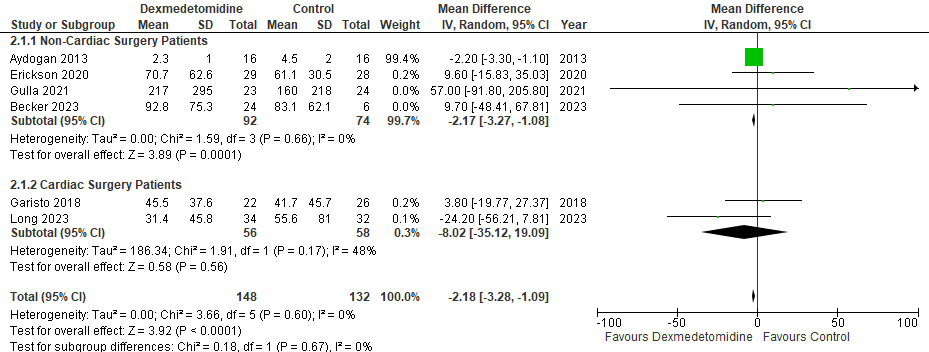 Dexmedetomidine Control Mean Difference Mean Difference
Study or Subgroup Mean SD Total Mean SD Total Weight IV, Random, 95% CI Year IV, Random, 95% CI
2.1.1 Non-Cardiac Surgery Patients
Aydogan 2013 2.3 1 16 4.5 2 16 99.4% -2.20 [-3.30, -1.10] 2013
Erickson 2020 70.7 62.6 29 61.1 30.5 28 0.2% 9.60 [-15.83, 35.03] 2020
Gulla 2021 217 295 23 160 218 24 0.0% 57.00 [-91.80, 205.80] 2021
Becker 2023 92.8 75.3 24 83.1 62.1 6 0.0% 9.70 [-48.41, 67.81] 2023
Subtotal (95% CI) 92 74 99.7% -2.17 [-3.27, -1.08]
Heterogeneity: Tau² = 0.00; Chi² = 1.59, df = 3 (P = 0.66); I² = 0%
Test for overall effect: Z = 3.89 (P = 0.0001)
2.1.2 Cardiac Surgery Patients
Garisto 2018 45.5 37.6 22 41.7 45.7 26 0.2% 3.80 [-19.77, 27.37] 2018
Long 2023 31.4 45.8 34 55.6 81 32 0.1% -24.20 [-56.21, 7.81] 2023
Subtotal (95% CI) 56 58 0.3% -8.02 [-35.12, 19.09]
Heterogeneity: Tau² = 186.34; Chi² = 1.91, df = 1 (P = 0.17); I² = 48%
Test for overall effect: Z = 0.58 (P = 0.56)
Total (95% CI) 148 132 100.0% -2.18 [-3.28, -1.09]
Heterogeneity: Tau² = 0.00; Chi² = 3.66, df = 5 (P = 0.60); I² = 0%
Test for overall effect: Z = 3.92 (P < 0.0001)
Test for subgroup differences: Chi² = 0.18, df = 1 (P = 0.67), I² = 0%
-100 -50 0 50 100
Favours Dexmedetomidine Favours Control